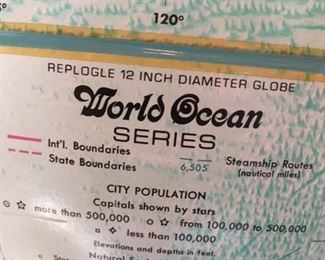 120°
REPLOGLE 12 INCH DIAMETER GLOBE
World Ocean
SERIES
Int'l. Boundaries
State Boundaries
6,505
Steamship Routes
(nautical miles)
CITY POPULATION
Capitals shown by stars
more than 500,000
from 100,000 to 500,000
less than 100,000
Elevations and depths in feet.